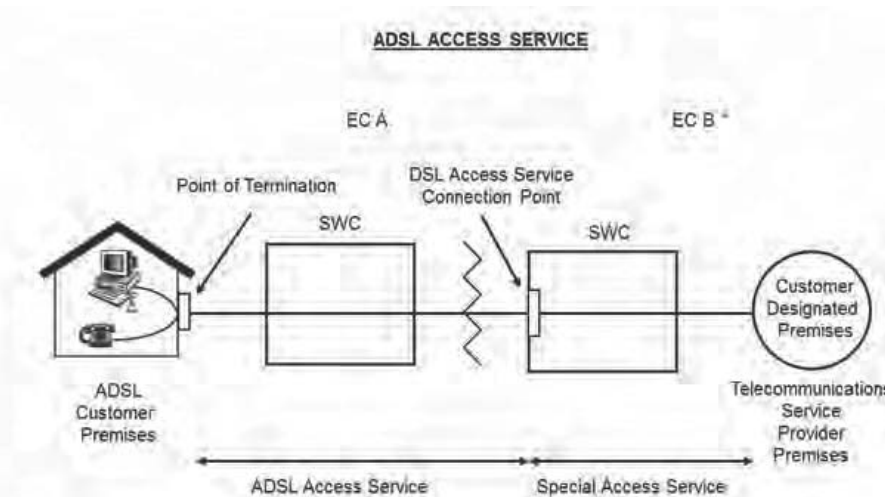 ADSL ACCESS SERVICE
EC A
EC B
Point of Termination
DSL Access Service
Connection Point
SWC
SWC
Customer
Designated
Premises
ADSL
Customer
Premises
Telecommunications
Service
Provider
Premises
ADSL Access Service
Special Access Service